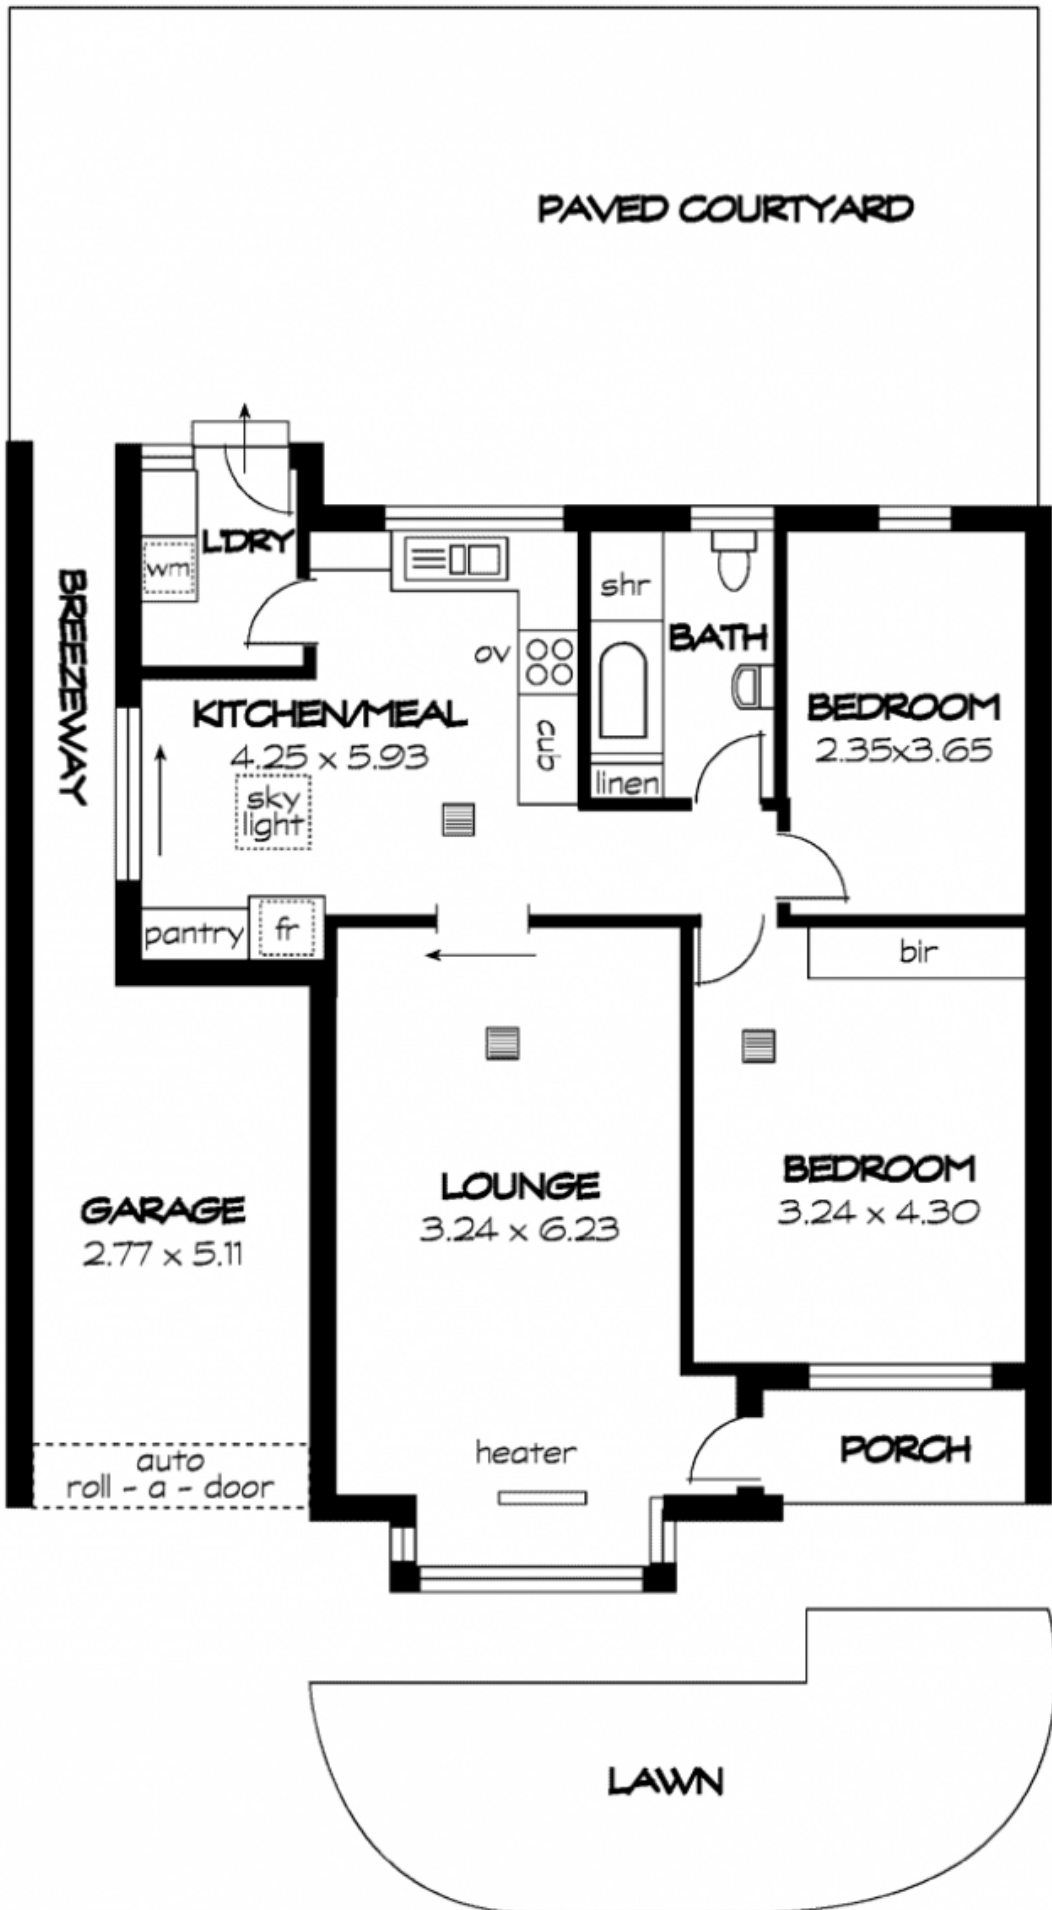 PAVED COURTYARD
L'DRY
wm
BREEZEWAY
shr
BATH
ov
cup
linen
KITCHEN/MEAL
4.25 x 5.93
sky
light
BEDROOM
2.35x3.65
pantry
fr
bir
GARAGE
2.77 x 5.11
LOUNGE
3.24 x 6.23
BEDROOM
3.24 x 4.30
auto
roll - a - door
heater
PORCH
LAWN